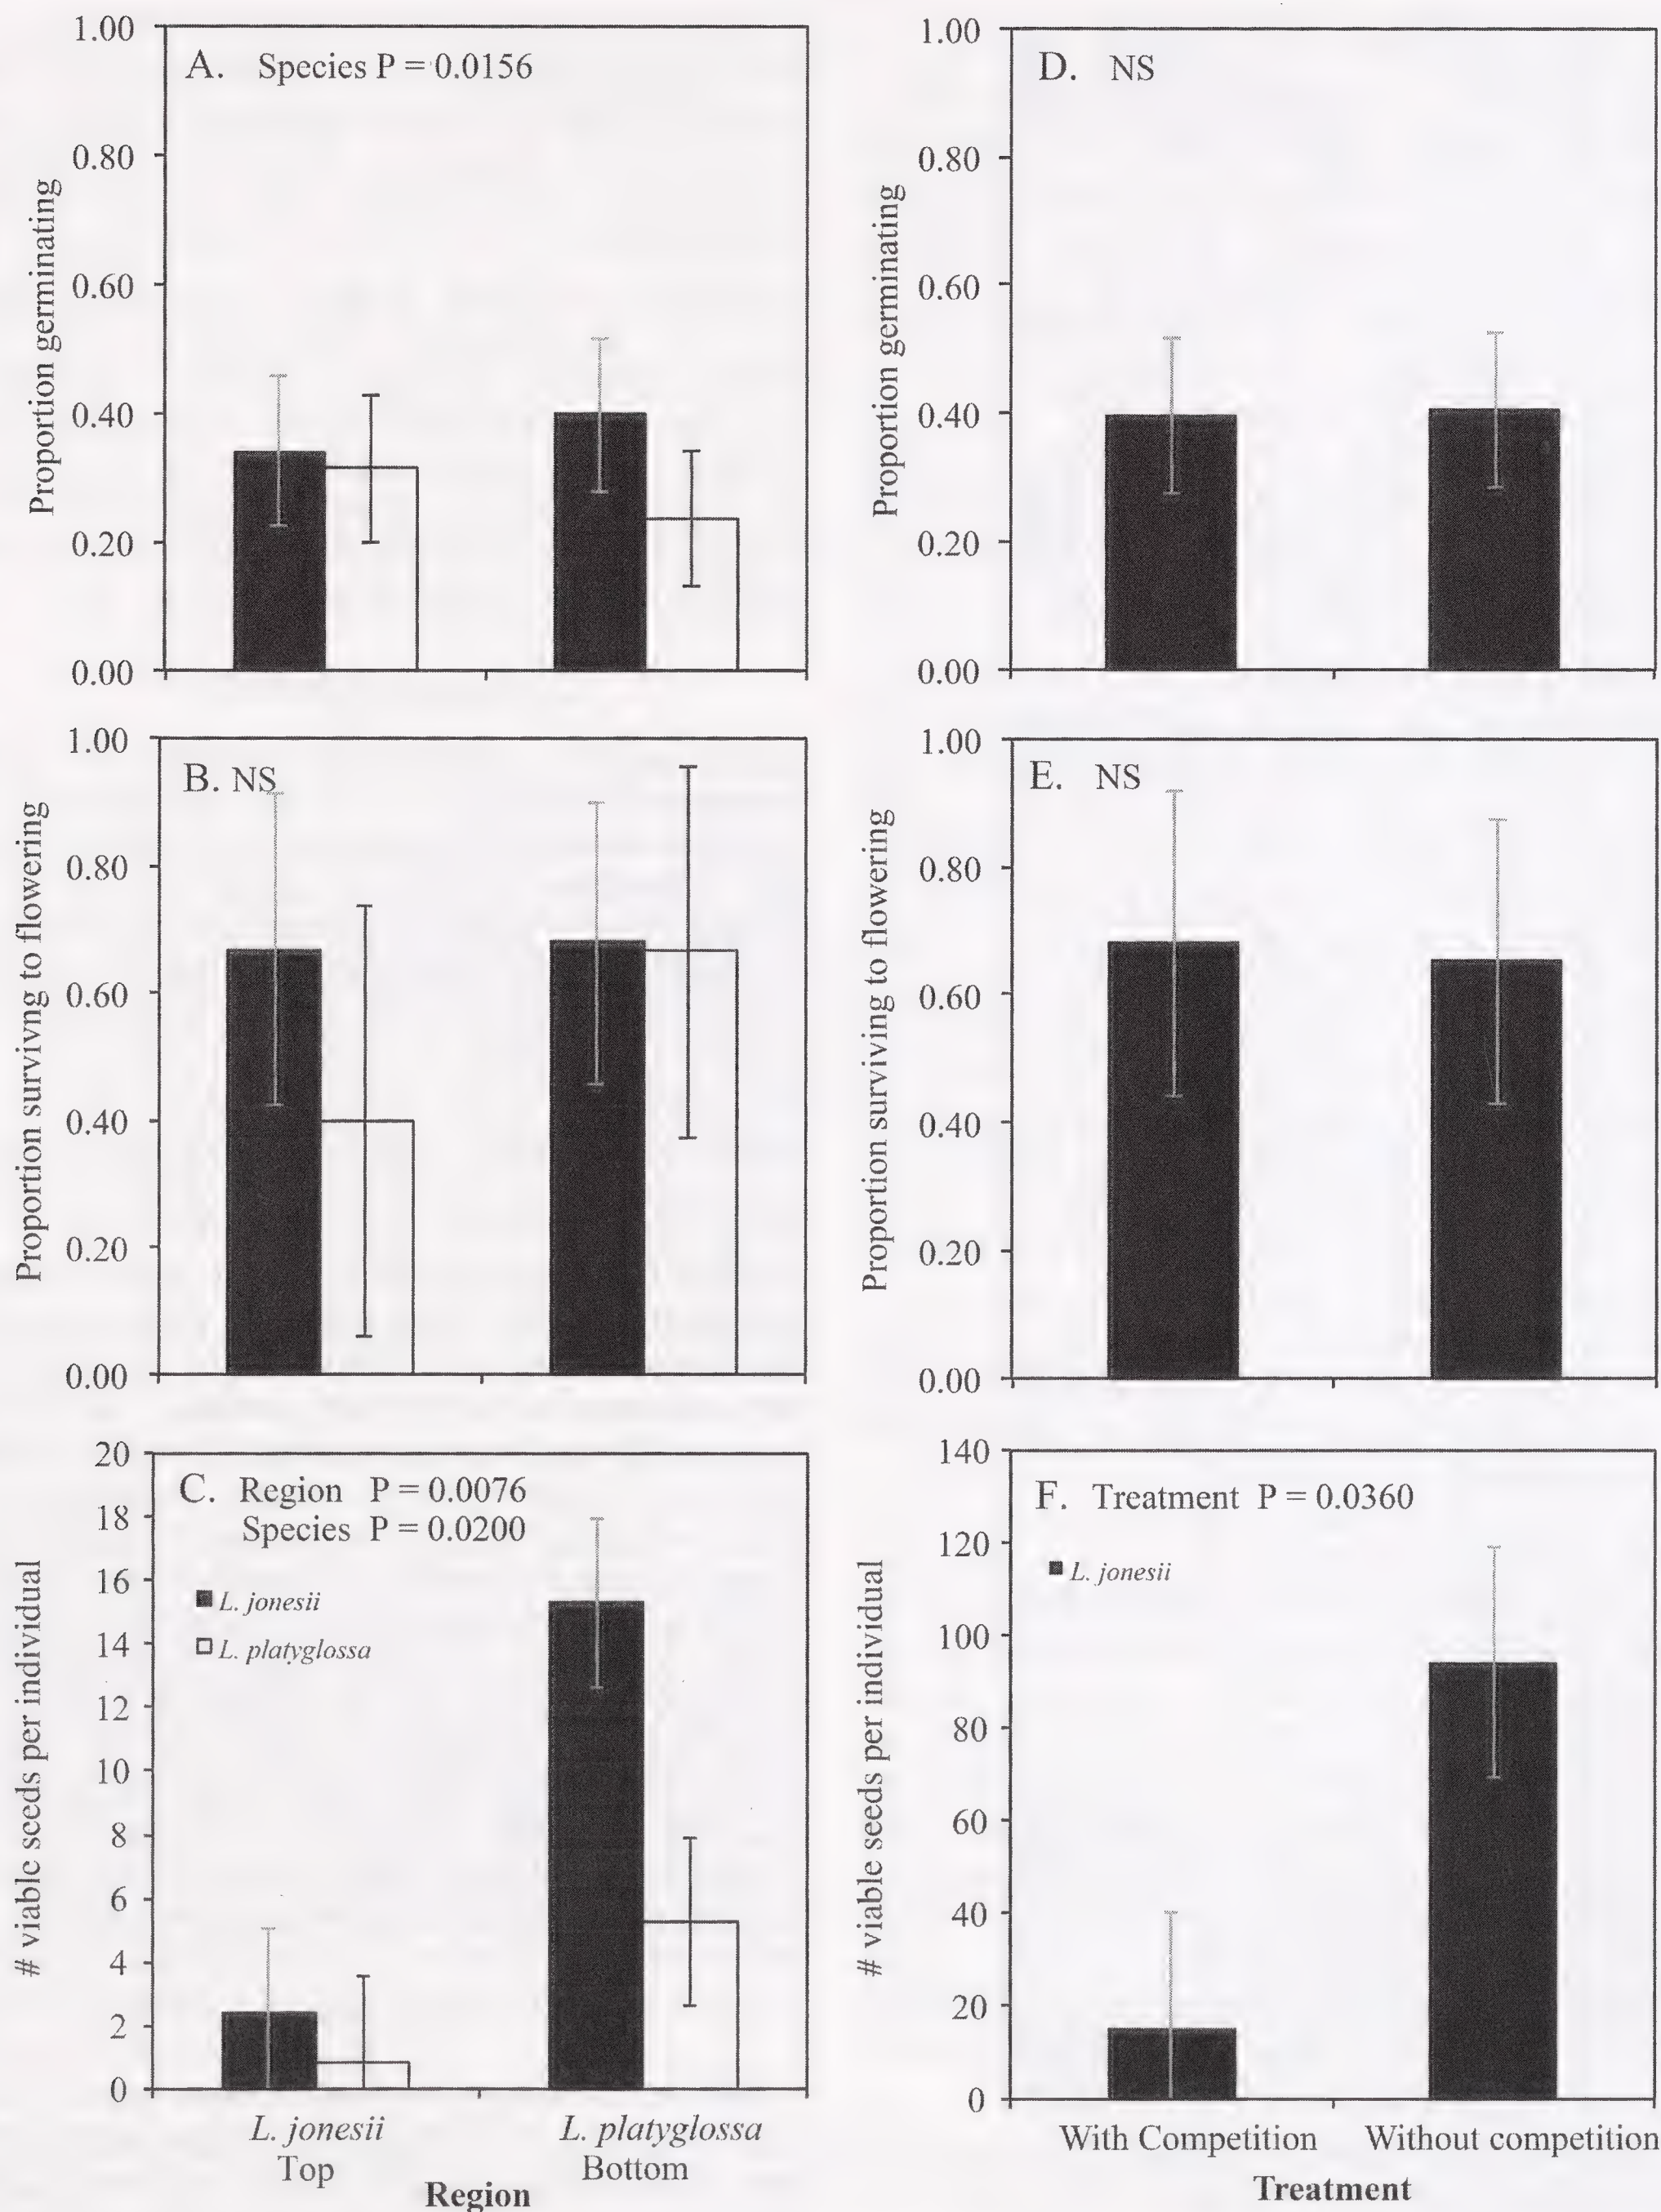 A. Species P = 0.0156
Proportion germinating
1.00
0.80
0.60
0.40
0.20
0.00
D. NS
Proportion germinating
1.00
0.80
0.60
0.40
0.20
0.00
B. NS
Proportion survivng to flowering
1.00
0.80
0.60
0.40
0.20
0.00
E. NS
Proportion surviving to flowering
1.00
0.80
0.60
0.40
0.20
0.00
C. Region P = 0.0076
Species P = 0.0200
L. jonesii
L. platyglossa
# viable seeds per individual
20
18
16
14
12
10
8
6
4
2
0
L. jonesii
Top
L. platyglossa
Bottom
Region
F. Treatment P = 0.0360
L. jonesii
# viable seeds per individual
140
120
100
80
60
40
20
0
With Competition
Without competition
Treatment